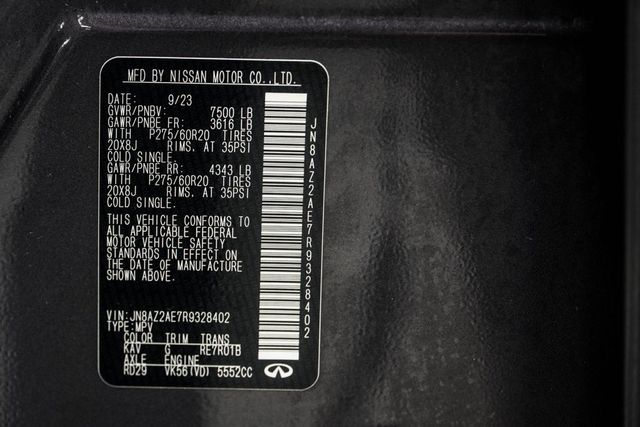 MFD BY NISSAN MOTOR CO.,LTD.
DATE: 9/23
GVWR/PNBV: 7500 LB
GAWR/PNBE FR: 3616 LB
WITH P275/60R20 TIRES
20X8J RIMS. AT 35PSI
COLD SINGLE.
GAWR/PNBE RR: 4343 LB
WITH P275/60R20 TIRES
20X8J RIMS. AT 35PSI
COLD SINGLE.
THIS VEHICLE CONFORMS TO
ALL APPLICABLE FEDERAL
MOTOR VEHICLE SAFETY
STANDARDS IN EFFECT ON
THE DATE OF MANUFACTURE
SHOWN ABOVE.
VIN: JN8AZ2AE7R9328402
TYPE: MPV
COLOR TRIM TRANS
KAV G RE7R01B
AXLE ENGINE
RD29 VK56(VD) 5552CC
JN8AZ2AE7R9328402